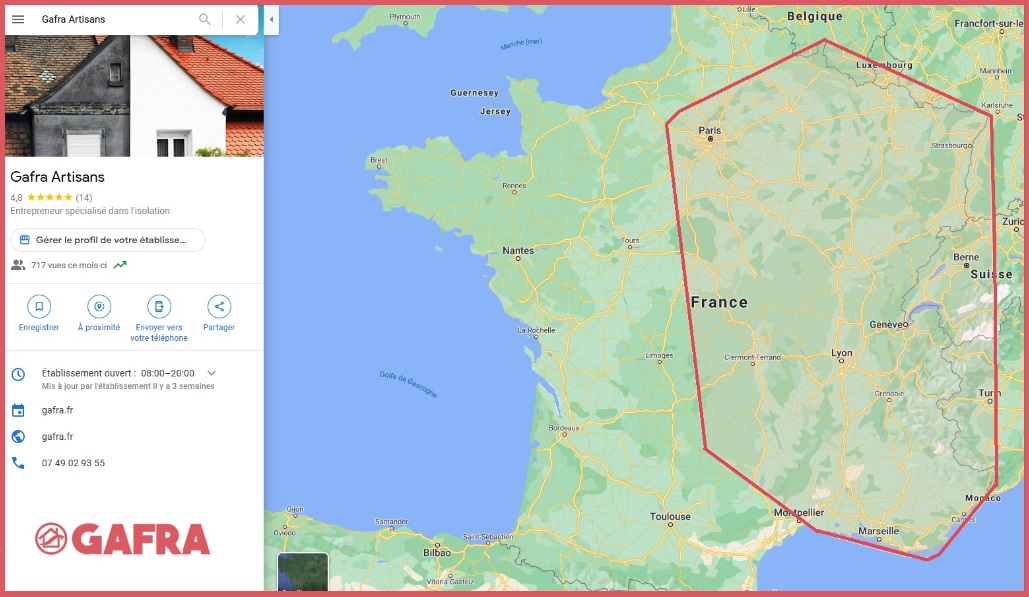 Gafra Artisans
Gafra Artisans
4,8 (14)
Entrepreneur spécialisé dans l'isolation
Gérer le profil de votre établisse...
717 vues ce mois-ci
Enregistrer
À proximité
Envoyer vers votre téléphone
Partager
Établissement ouvert : 08:00–20:00
Mis à jour par l'établissement il y a 3 semaines
gafra.fr
gafra.fr
07 49 02 93 55
GAFRA
Plymouth
Lille
Belgique
Francfort-sur-le
Manche (mer)
Luxembourg
Mannheim
Guernesey
Jersey
Karlsruhe
Paris
Strasbourg
Brest
Rennes
Zuric
Nantes
Tours
Berne
Suisse
France
La Rochelle
Genève
Limoges
Clermont-Ferrand
Lyon
Golfe de Gascogne
Grenoble
Turin
Bordeaux
Monaco
Cannes
Gijón
Oviedo
Santander
Toulouse
Montpellier
Marseille
Saint-Sébastien
Bilbao
Vitoria-Gasteiz